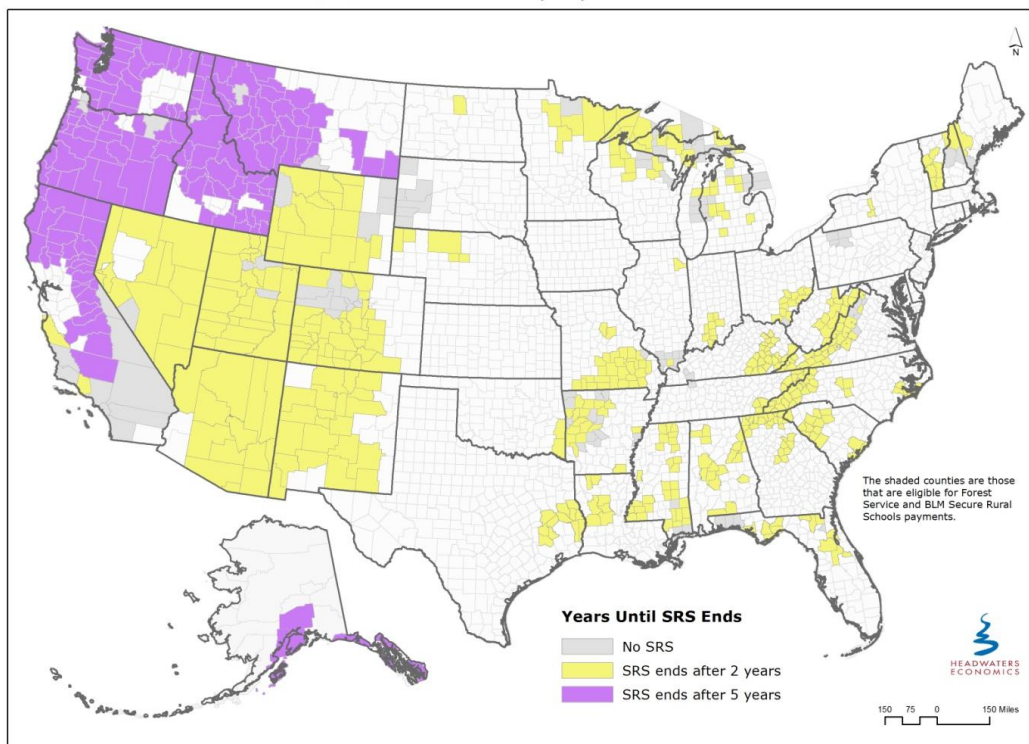 N
The shaded counties are those
that are eligible for Forest
Service and BLM Secure Rural
Schools payments.
Years Until SRS Ends
No SRS
SRS ends after 2 years
SRS ends after 5 years
HEADWATERS
ECONOMICS
150 75 0 150 Miles